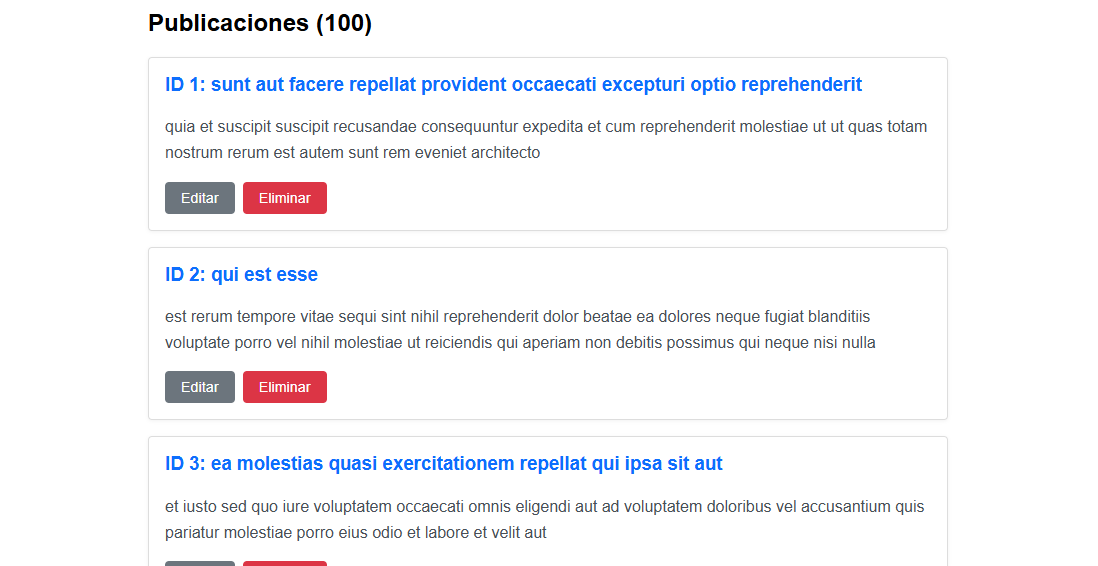 Publicaciones (100)
ID 1: sunt aut facere repellat provident occaecati excepturi optio reprehenderit
quia et suscipit suscipit recusandae consequuntur expedita et cum reprehenderit molestiae ut ut quas totam
nostrum rerum est autem sunt rem eveniet architecto
Editar Eliminar
ID 2: qui est esse
est rerum tempore vitae sequi sint nihil reprehenderit dolor beatae ea dolores neque fugiat blanditiis
voluptate porro vel nihil molestiae ut reiciendis qui aperiam non debitis possimus qui neque nisi nulla
Editar Eliminar
ID 3: ea molestias quasi exercitationem repellat qui ipsa sit aut
et iusto sed quo iure voluptatem occaecati omnis eligendi aut ad voluptatem doloribus vel accusantium quis
pariatur molestiae porro eius odio et labore et velit aut